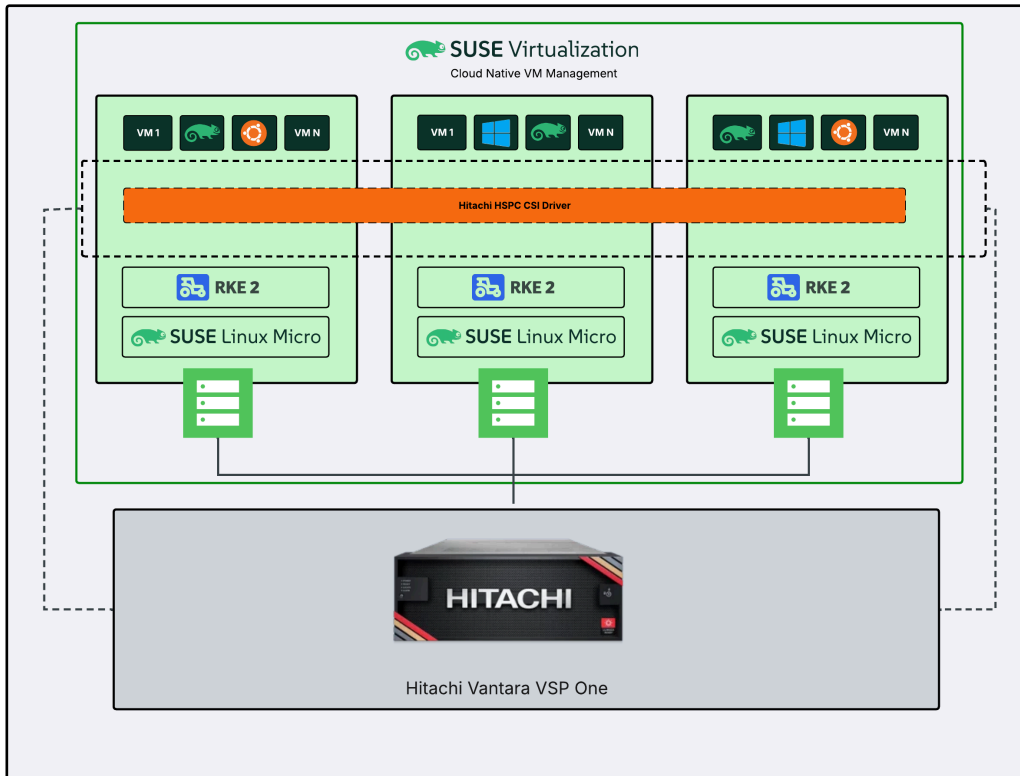 SUSE Virtualization
Cloud Native VM Management
VM 1
VM N
VM 1
VM N
VM N
Hitachi HSPC CSI Driver
RKE 2
RKE 2
RKE 2
SUSE Linux Micro
SUSE Linux Micro
SUSE Linux Micro
HITACHI
Hitachi Vantara VSP One